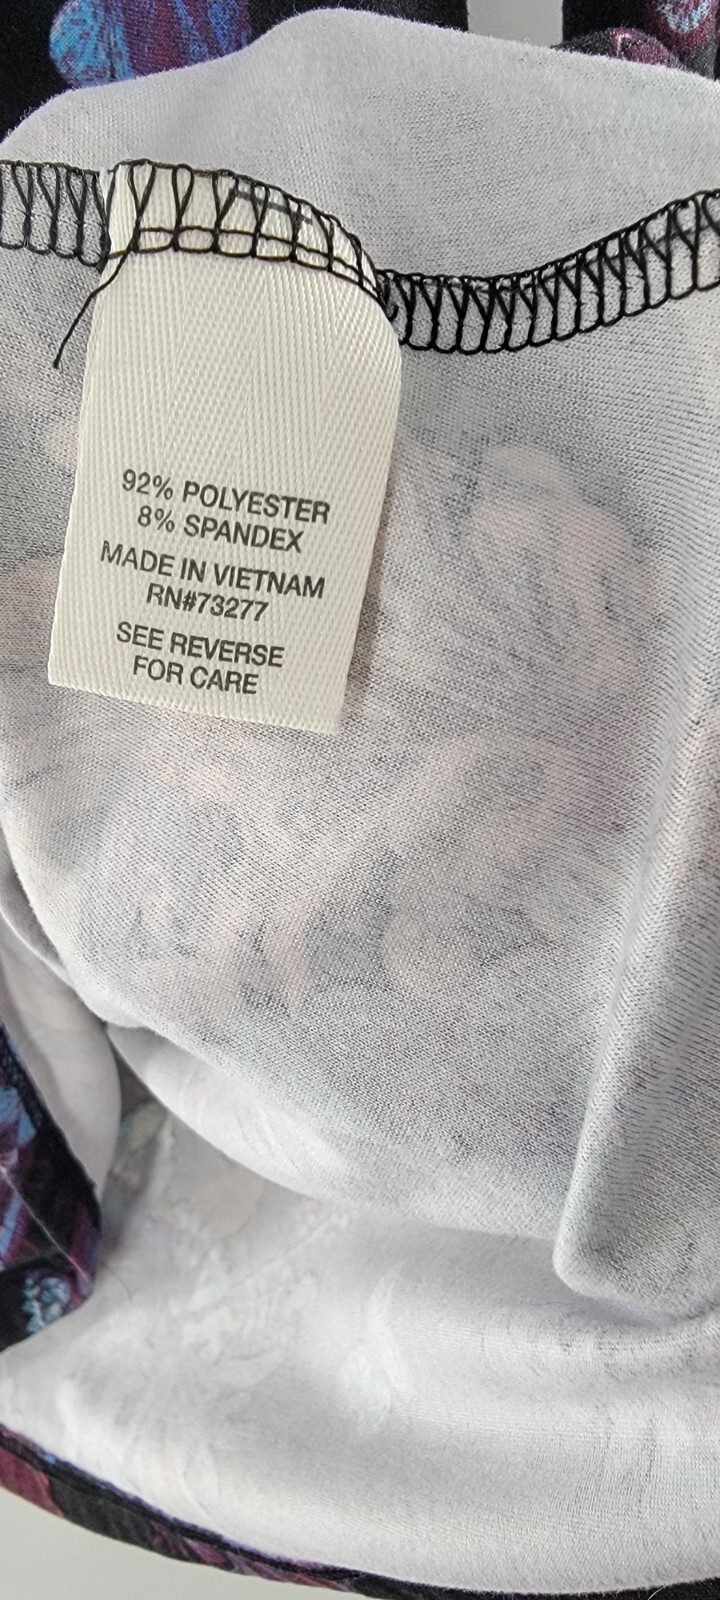 92% POLYESTER
8% SPANDEX
MADE IN VIETNAM
RN#73277
SEE REVERSE
FOR CARE